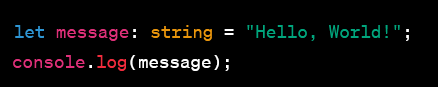 let message: string = "Hello, World!";
console.log(message);